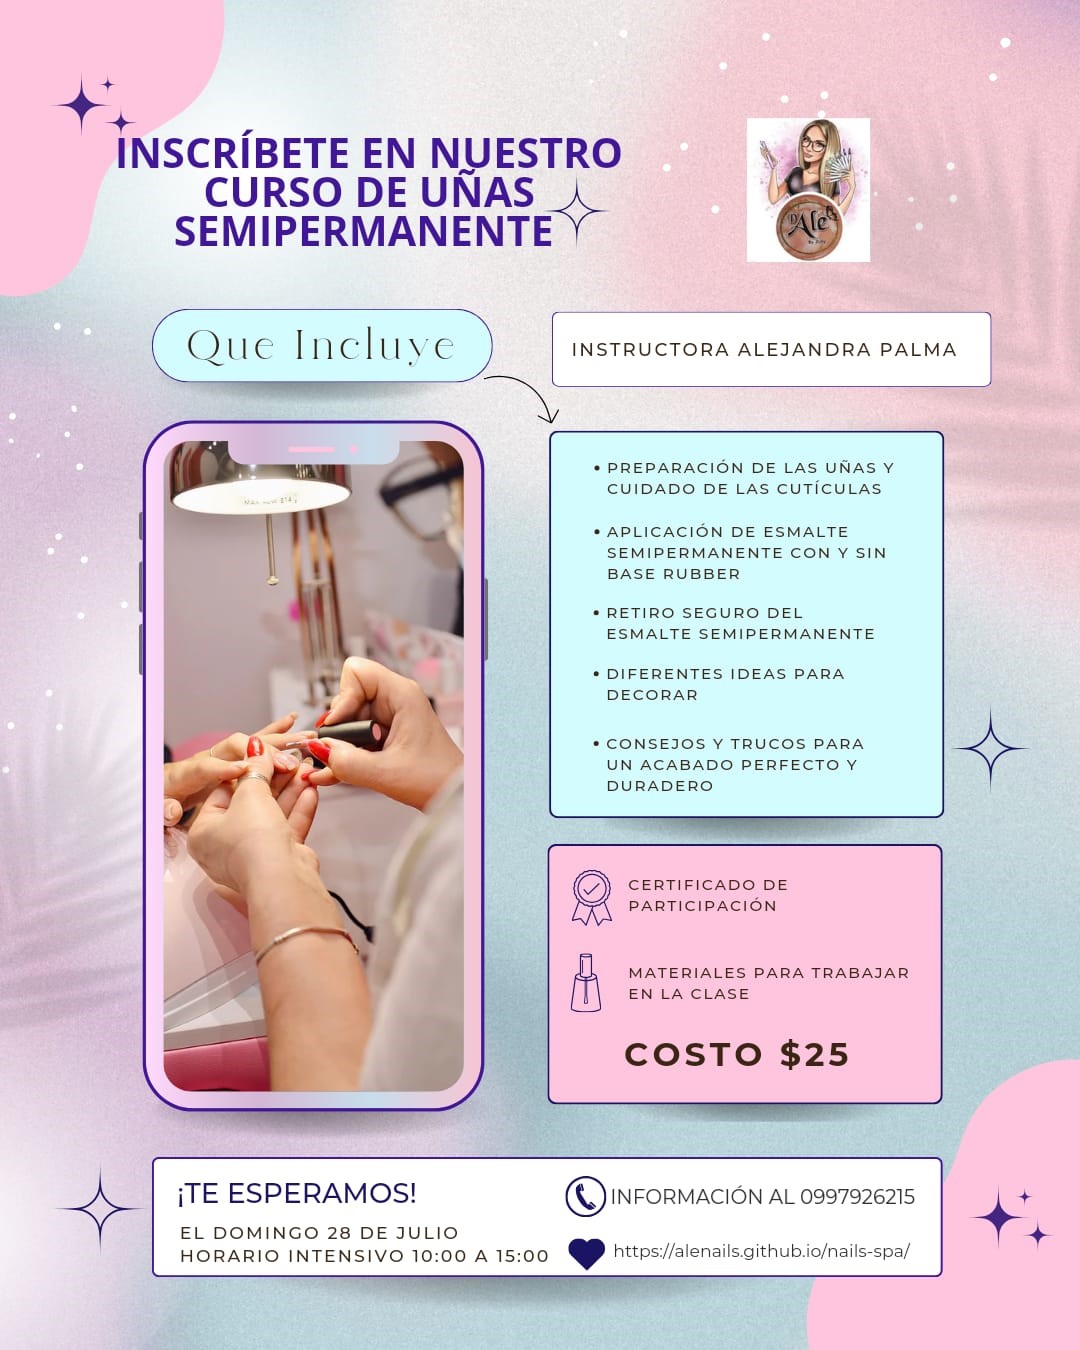 INSCRÍBETE EN NUESTRO
CURSO DE UÑAS
SEMIPERMANENTE
D'Ale
Que Incluye
INSTRUCTORA ALEJANDRA PALMA
• PREPARACIÓN DE LAS UÑAS Y
CUIDADO DE LAS CUTÍCULAS
• APLICACIÓN DE ESMALTE
SEMIPERMANENTE CON Y SIN
BASE RUBBER
• RETIRO SEGURO DEL
ESMALTE SEMIPERMANENTE
• DIFERENTES IDEAS PARA
DECORAR
• CONSEJOS Y TRUCOS PARA
UN ACABADO PERFECTO Y
DURADERO
CERTIFICADO DE
PARTICIPACIÓN
MATERIALES PARA TRABAJAR
EN LA CLASE
COSTO $25
¡TE ESPERAMOS!
EL DOMINGO 28 DE JULIO
HORARIO INTENSIVO 10:00 A 15:00
INFORMACIÓN AL 0997926215
https://alenails.github.io/nails-spa/